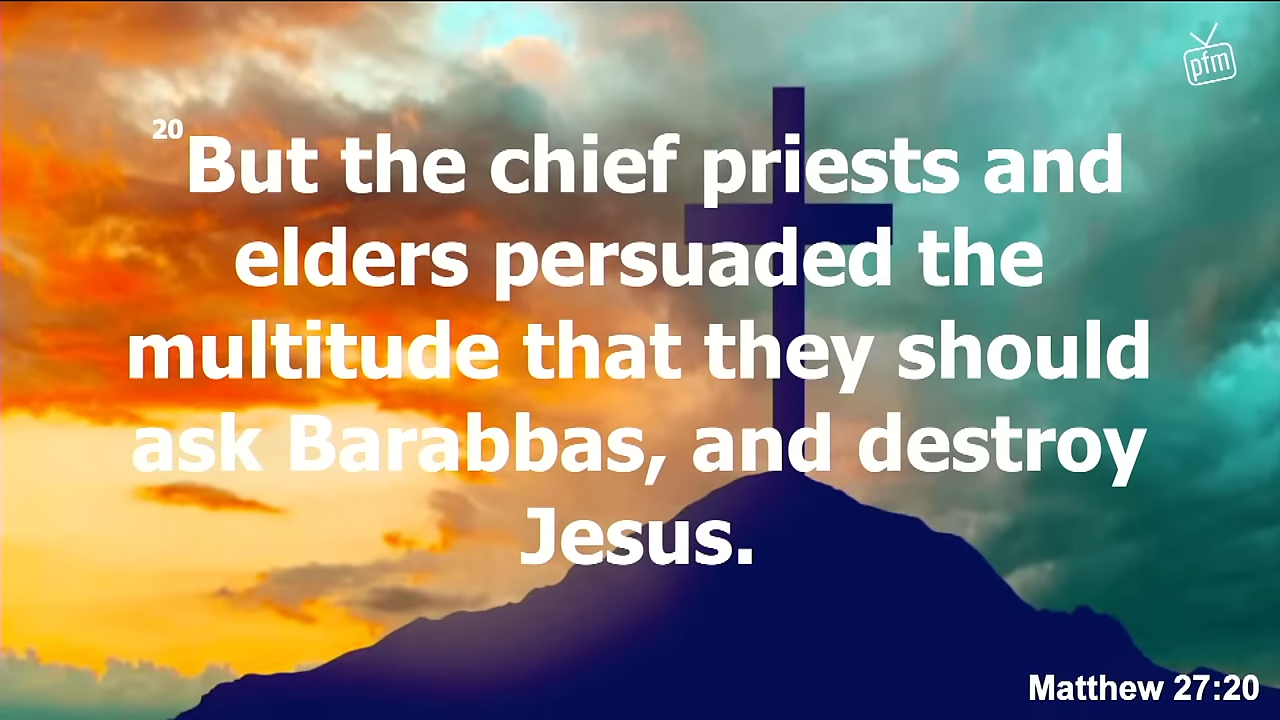 pfm
20 But the chief priests and
elders persuaded the
multitude that they should
ask Barabbas, and destroy
Jesus.
Matthew 27:20